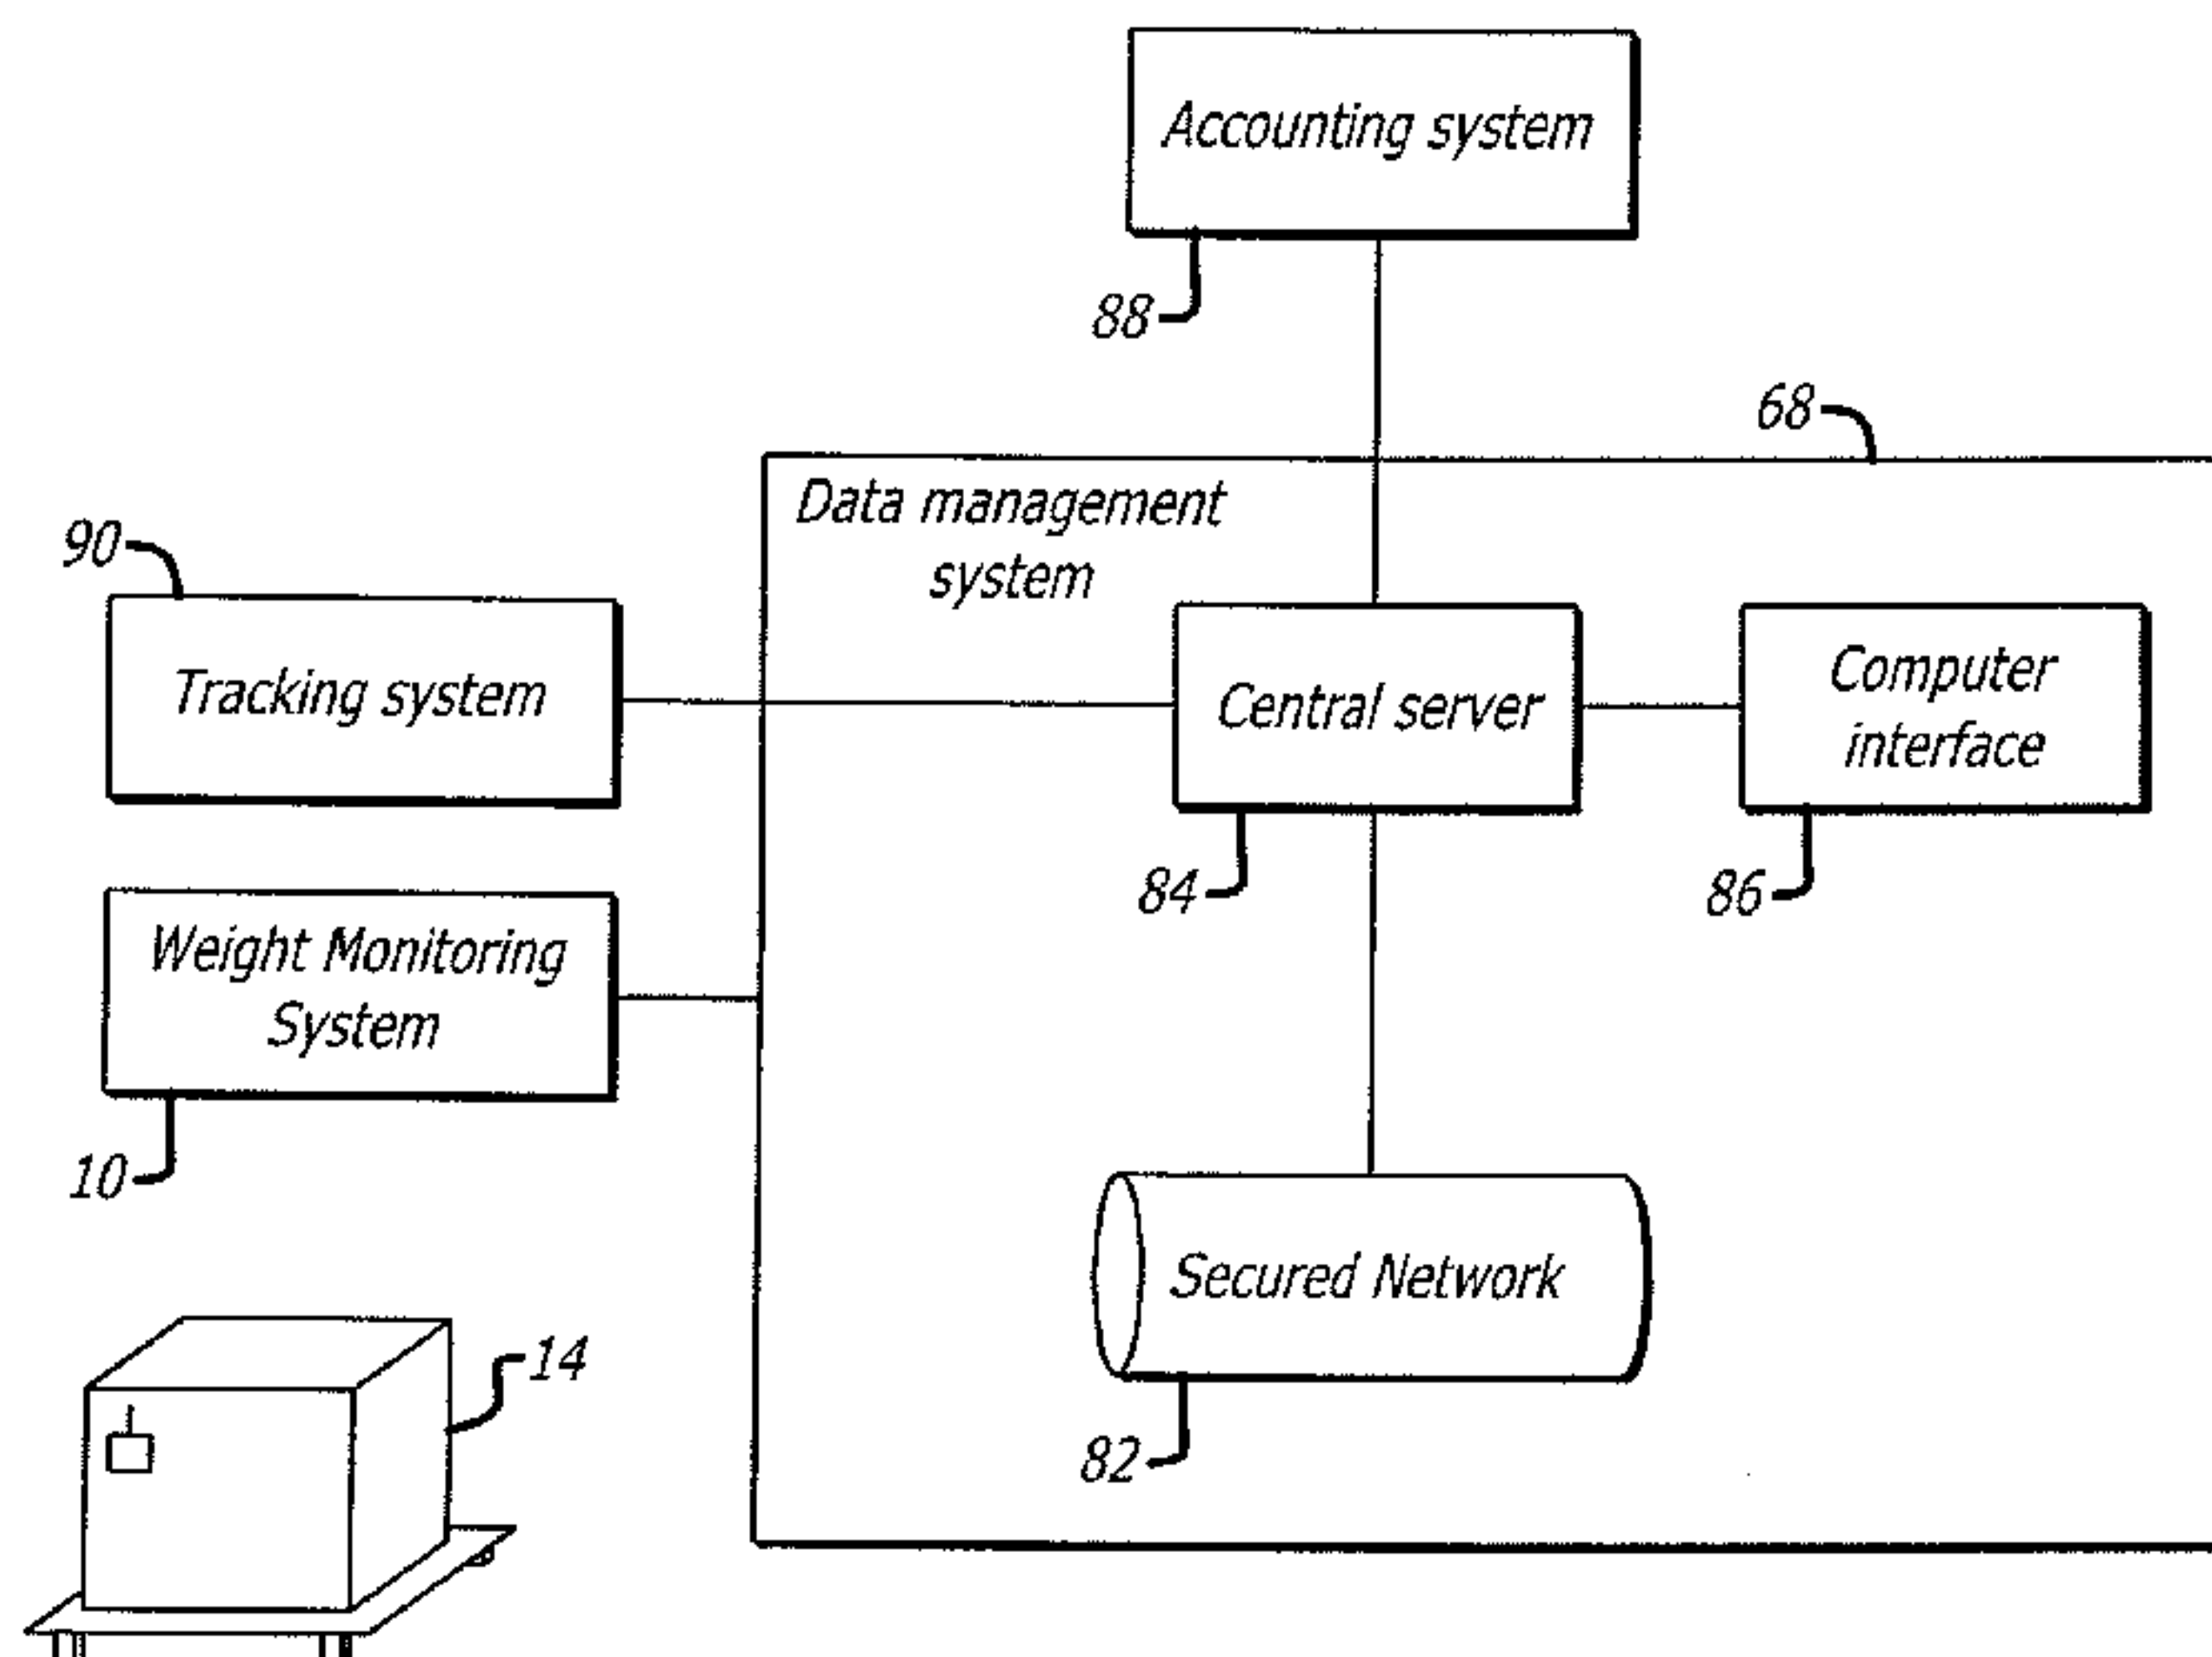 Accounting system
88
68
Data management
system
90
Tracking system
Central server
Computer
interface
84
86
Weight Monitoring
System
10
Secured Network
14
82